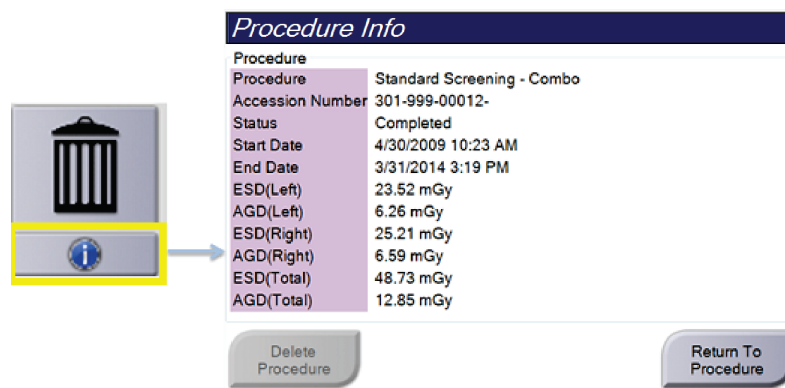 Procedure Info
Procedure
Procedure Standard Screening - Combo
Accession Number 301-999-00012-
Status Completed
Start Date 4/30/2009 10:23 AM
End Date 3/31/2014 3:19 PM
ESD(Left) 23.52 mGy
AGD(Left) 6.26 mGy
ESD(Right) 25.21 mGy
AGD(Right) 6.59 mGy
ESD(Total) 48.73 mGy
AGD(Total) 12.85 mGy
i
Delete
Procedure
Return To
Procedure